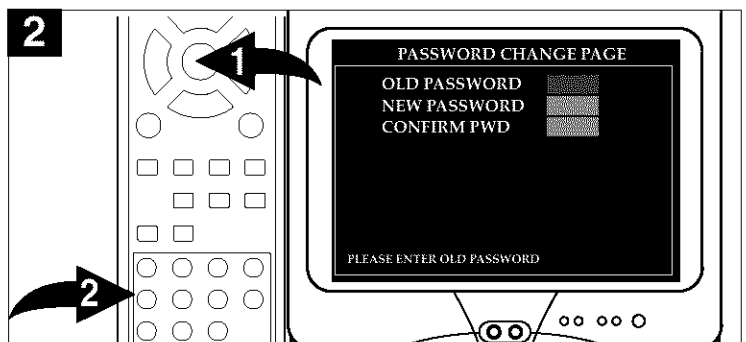 2
1
PASSWORD CHANGE PAGE
OLD PASSWORD
NEW PASSWORD
CONFIRM PWD
PLEASE ENTER OLD PASSWORD
2